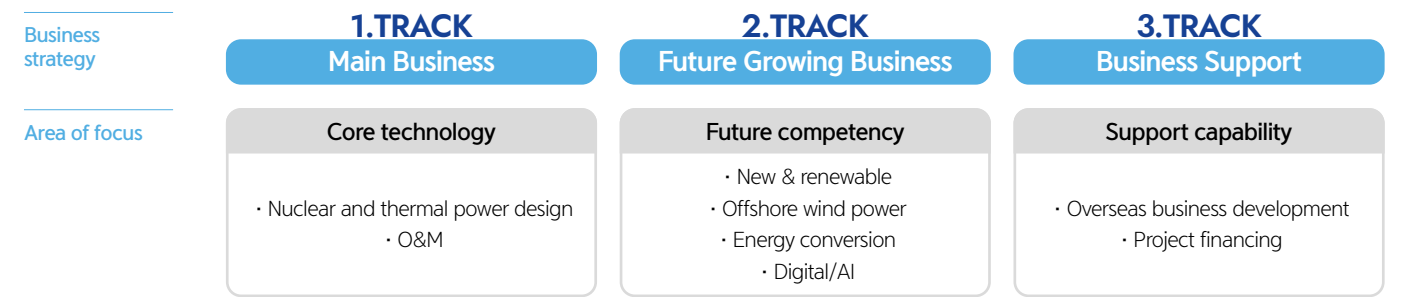 Business
strategy
1.TRACK
Main Business
2.TRACK
Future Growing Business
3.TRACK
Business Support
Area of focus
Core technology
· Nuclear and thermal power design
· O&M
Future competency
· New & renewable
· Offshore wind power
· Energy conversion
· Digital/AI
Support capability
· Overseas business development
· Project financing